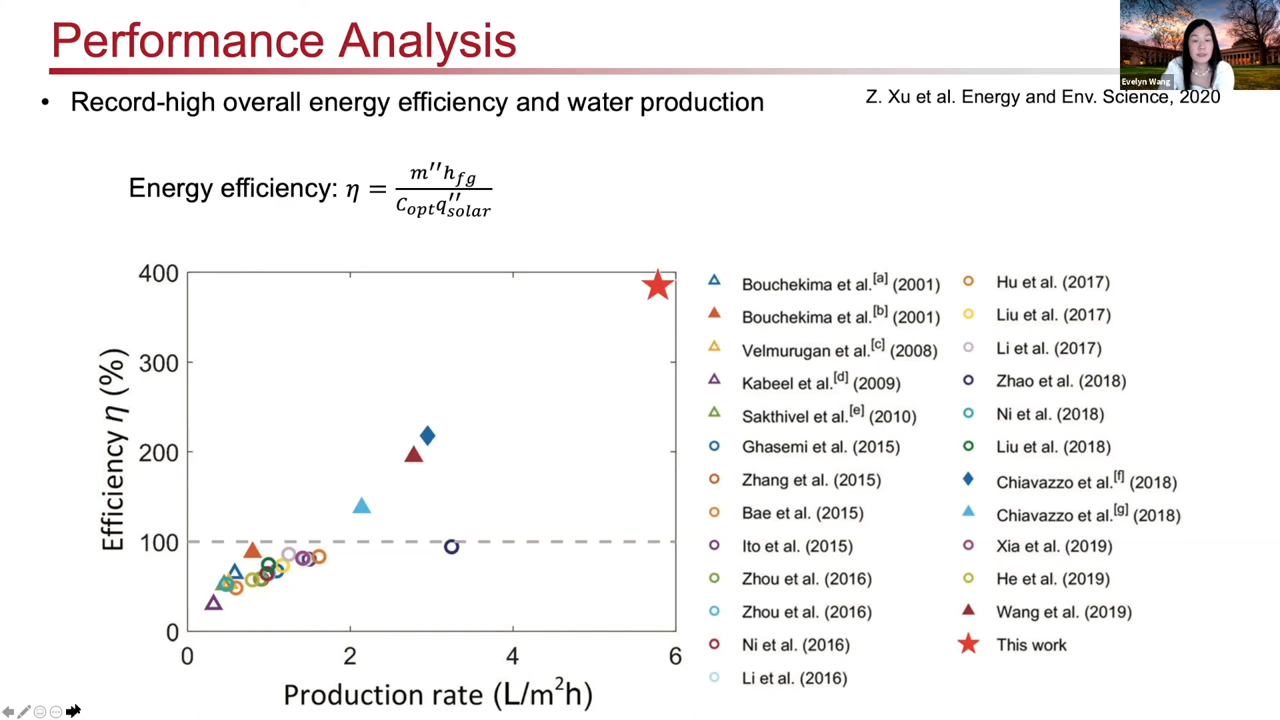 Performance Analysis
Evelyn Wang
• Record-high overall energy efficiency and water production
Z. Xu et al. Energy and Env. Science, 2020
Energy efficiency: η = m′′h_fg / C_opt q′′_solar
400
300
200
100
0
Efficiency η (%)
0 2 4 6
Production rate (L/m²h)
Bouchekima et al.[a] (2001)
Bouchekima et al.[b] (2001)
Velmurugan et al.[c] (2008)
Kabeel et al.[d] (2009)
Sakthivel et al.[e] (2010)
Ghasemi et al. (2015)
Zhang et al. (2015)
Bae et al. (2015)
Ito et al. (2015)
Zhou et al. (2016)
Zhou et al. (2016)
Ni et al. (2016)
Li et al. (2016)
Hu et al. (2017)
Liu et al. (2017)
Li et al. (2017)
Zhao et al. (2018)
Ni et al. (2018)
Liu et al. (2018)
Chiavazzo et al.[f] (2018)
Chiavazzo et al.[g] (2018)
Xia et al. (2019)
He et al. (2019)
Wang et al. (2019)
This work